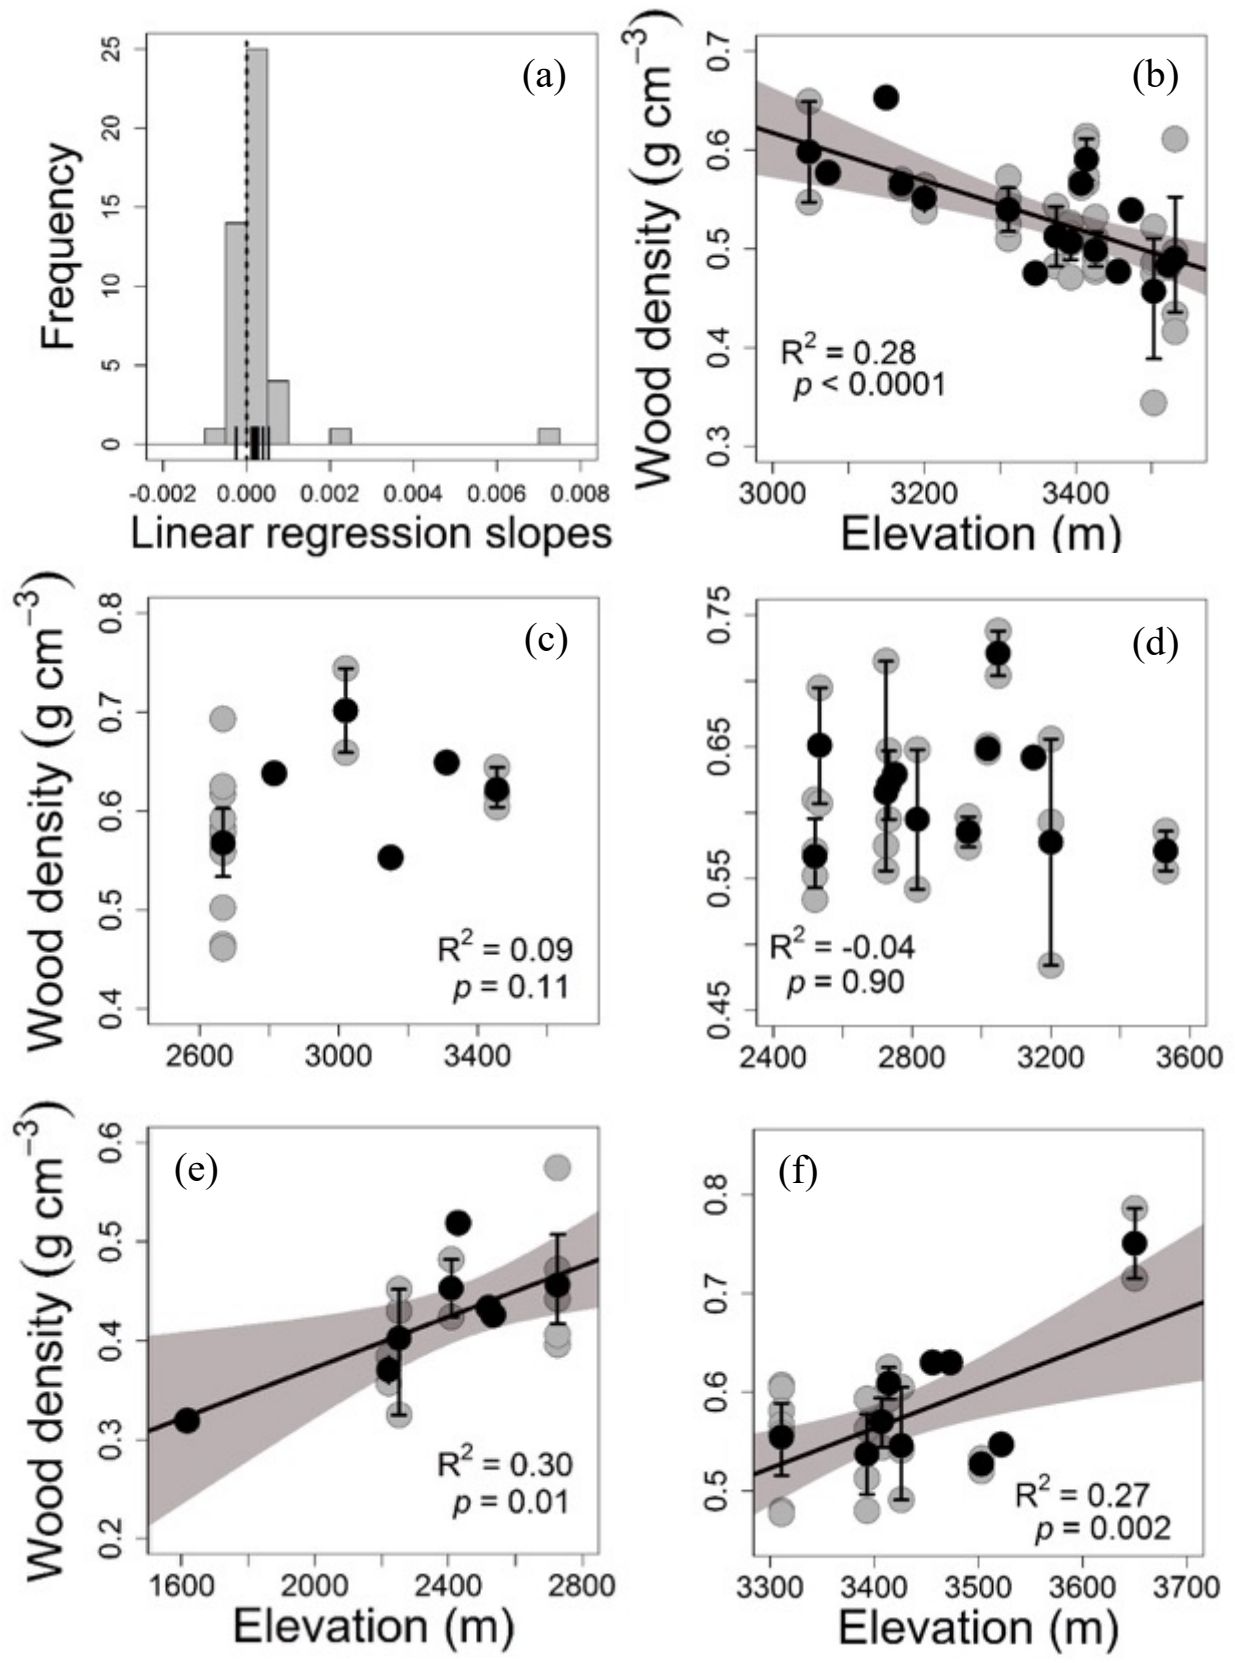 (a)
Frequency
0 5 10 15 20 25
-0.002 0.000 0.002 0.004 0.006 0.008
Linear regression slopes
(b)
Wood density (g cm⁻³)
0.3 0.4 0.5 0.6 0.7
R² = 0.28
p < 0.0001
3000 3200 3400
Elevation (m)
(c)
Wood density (g cm⁻³)
0.4 0.5 0.6 0.7 0.8
R² = 0.09
p = 0.11
2600 3000 3400
(d)
0.45 0.55 0.65 0.75
R² = -0.04
p = 0.90
2400 2800 3200 3600
(e)
Wood density (g cm⁻³)
0.2 0.3 0.4 0.5 0.6
R² = 0.30
p = 0.01
1600 2000 2400 2800
Elevation (m)
(f)
0.5 0.6 0.7 0.8
R² = 0.27
p = 0.002
3300 3400 3500 3600 3700
Elevation (m)